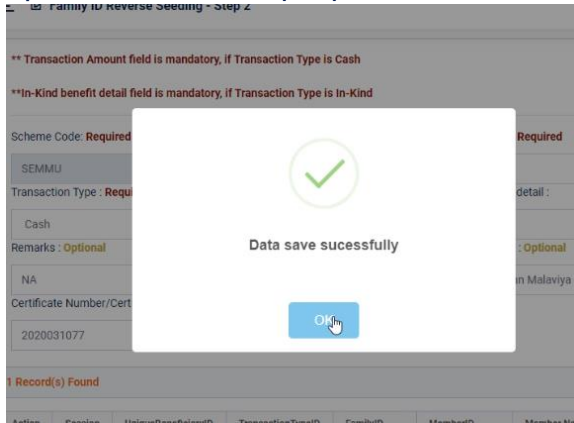 Family ID Reverse Seeding - Step 2
** Transaction Amount field is mandatory, if Transaction Type is Cash
**In-Kind benefit detail field is mandatory, if Transaction Type is In-Kind
Scheme Code: Required
Required
SEMMU
Transaction Type : Requi
detail :
Cash
Data save sucessfully
Remarks : Optional
: Optional
NA
an Malaviya
Certificate Number/Cert
OK
2020031077
1 Record(s) Found
Action Session UniqueBeneficiaryID TransactionTypeID FamilyID MemberID Member Na